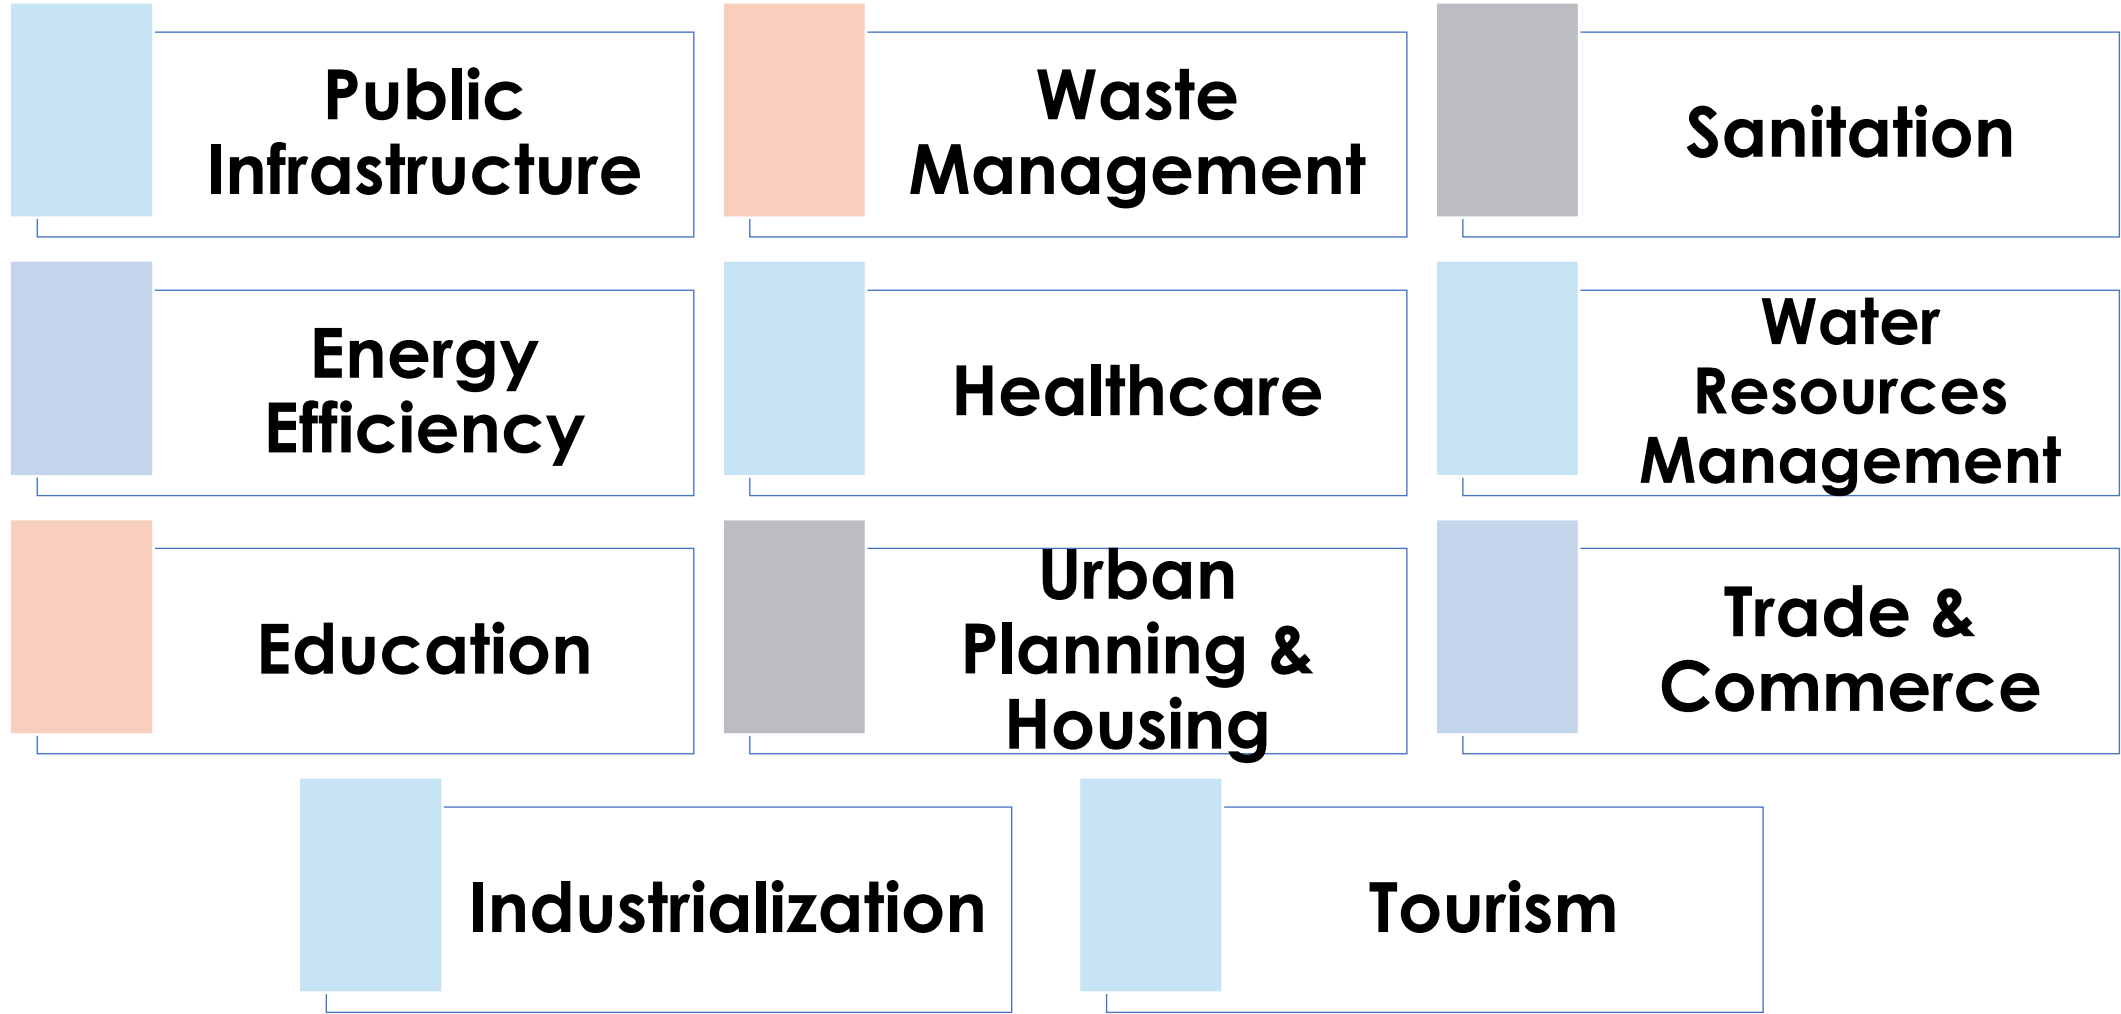 Public
Infrastructure
Waste
Management
Sanitation
Energy
Efficiency
Healthcare
Water
Resources
Management
Education
Urban
Planning &
Housing
Trade &
Commerce
Industrialization
Tourism